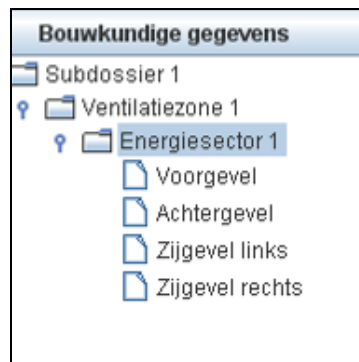 Bouwkundige gegevens
Subdossier 1
Ventilatiezone 1
Energiesector 1
Voorgevel
Achtergevel
Zijgevel links
Zijgevel rechts